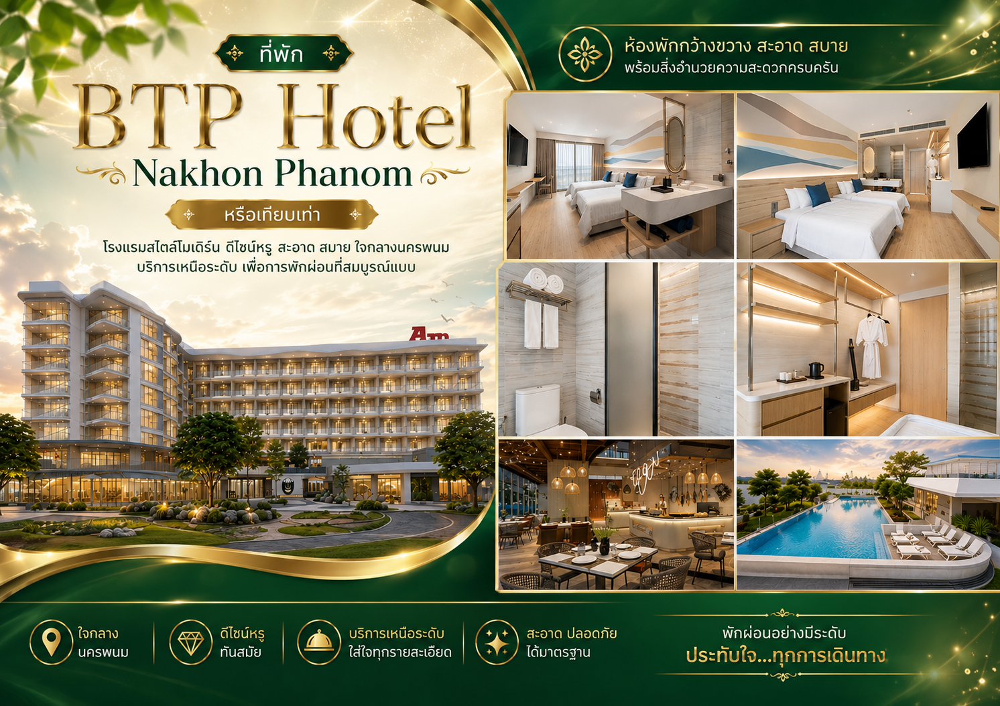 ที่พัก
BTP Hotel
Nakhon Phanom
หรือเทียบเท่า
โรงแรมสไตล์โมเดิร์น ดีไซน์หรู สะอาด สบาย ใจกลางนครพนม
บริการเหนือระดับ เพื่อการพักผ่อนที่สมบูรณ์แบบ
Am
ห้องพักกว้างขวาง สะอาด สบาย
พร้อมสิ่งอำนวยความสะดวกครบครัน
ใจกลาง
นครพนม
ดีไซน์หรู
ทันสมัย
บริการเหนือระดับ
ใส่ใจทุกรายละเอียด
สะอาด ปลอดภัย
ได้มาตรฐาน
พักผ่อนอย่างมีระดับ
ประทับใจ...ทุกการเดินทาง